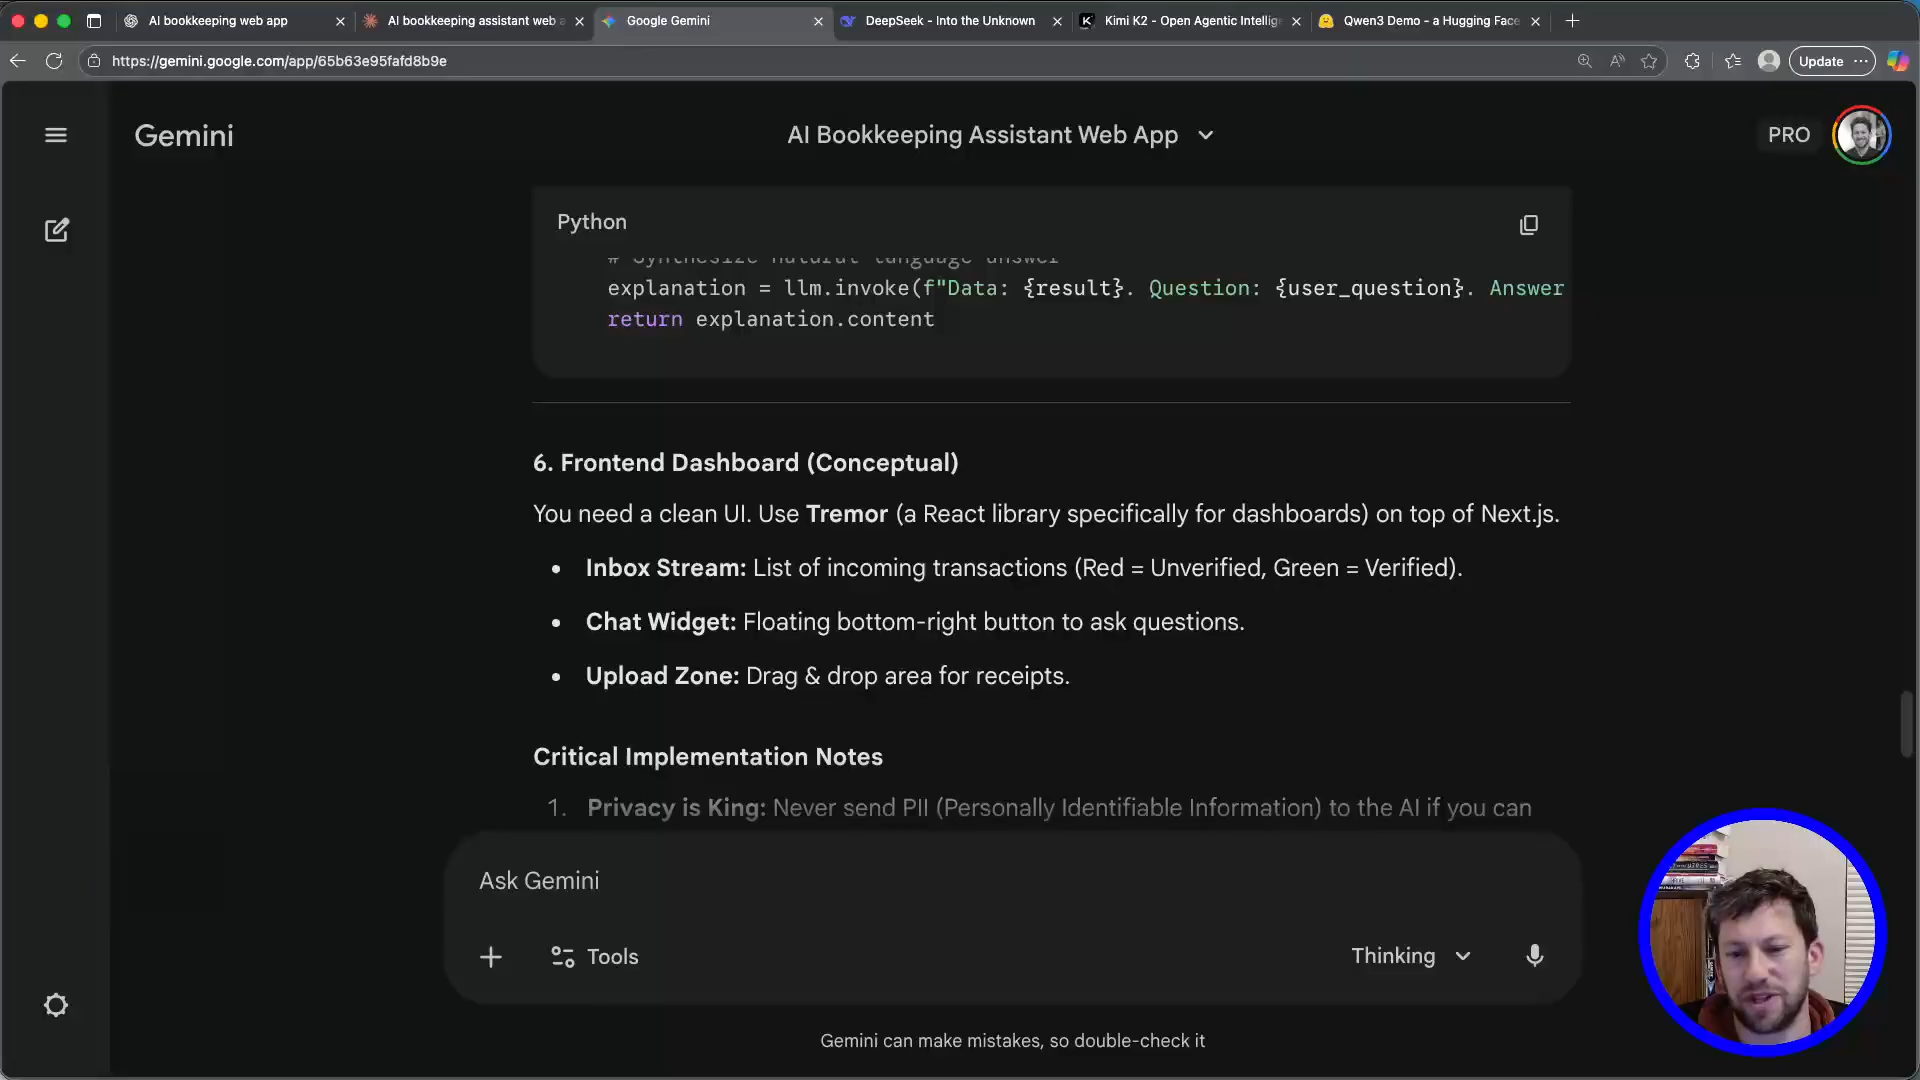 AI bookkeeping web app
AI bookkeeping assistant web a
Google Gemini
DeepSeek - Into the Unknown
Kimi K2 - Open Agentic Intellig
Qwen3 Demo - a Hugging Face
https://gemini.google.com/app/65b63e95fafd8b9e
Update
Gemini
AI Bookkeeping Assistant Web App
PRO
Python
# Synthesize natural language answer
explanation = llm.invoke(f"Data: {result}. Question: {user_question}. Answer
return explanation.content
6. Frontend Dashboard (Conceptual)
You need a clean UI. Use Tremor (a React library specifically for dashboards) on top of Next.js.
• Inbox Stream: List of incoming transactions (Red = Unverified, Green = Verified).
• Chat Widget: Floating bottom-right button to ask questions.
• Upload Zone: Drag & drop area for receipts.
Critical Implementation Notes
1. Privacy is King: Never send PII (Personally Identifiable Information) to the AI if you can
Ask Gemini
Tools
Thinking
Gemini can make mistakes, so double-check it